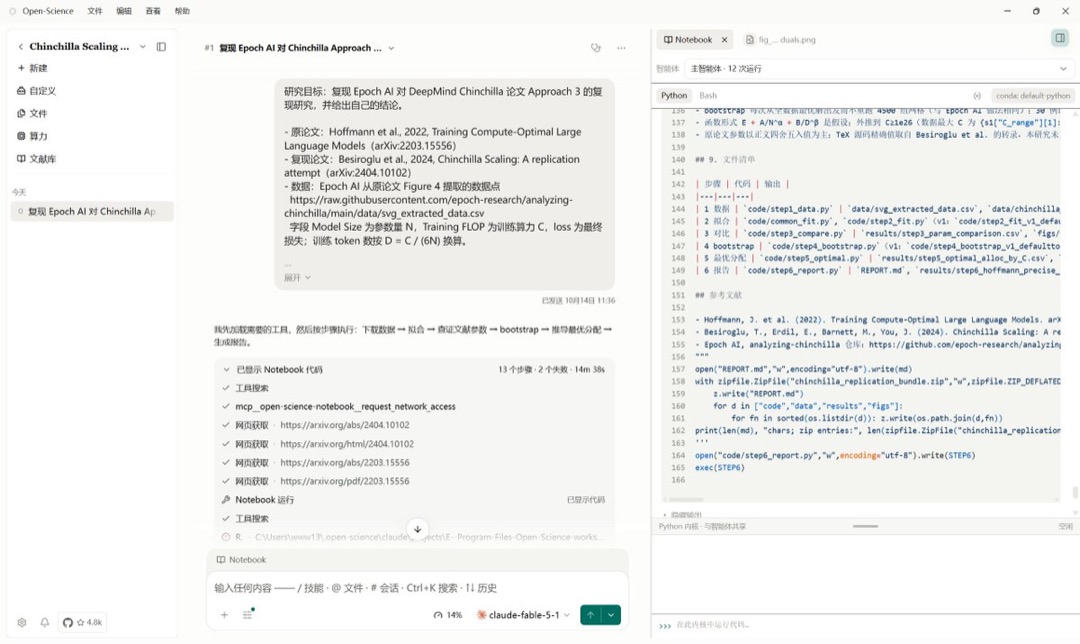 Open-Science 文件 编辑 查看 帮助
Chinchilla Scaling ...
新建
自定义
文件
算力
文献库
今天
复现 Epoch AI 对 Chinchilla Ap
4.8k
#1 复现 Epoch AI 对 Chinchilla Approach ...
研究目标：复现 Epoch AI 对 DeepMind Chinchilla 论文 Approach 3 的复
现研究，并给出自己的结论。
- 原论文：Hoffmann et al., 2022, Training Compute-Optimal Large
Language Models（arXiv:2203.15556）
- 复现论文：Besiroglu et al., 2024, Chinchilla Scaling: A replication
attempt（arXiv:2404.10102）
- 数据：Epoch AI 从原论文 Figure 4 提取的数据点
https://raw.githubusercontent.com/epoch-research/analyzing-
chinchilla/main/data/svg_extracted_data.csv
字段 Model Size 为参数量 N，Training FLOP 为训练算力 C，loss 为最终
损失；训练 token 数按 D = C / (6N) 换算。
...
展开
已发送 10月14日 11:36
我先加载需要的工具，然后按步骤执行：下载数据 → 拟合 → 查证文献参数 → bootstrap → 推导最优分配 →
生成报告。
已显示 Notebook 代码 13 个步骤 · 2 个失败 · 14m 38s
工具搜索
mcp__open-science-notebook__request_network_access
网页获取 · https://arxiv.org/abs/2404.10102
网页获取 · https://arxiv.org/html/2404.10102
网页获取 · https://arxiv.org/abs/2203.15556
网页获取 · https://arxiv.org/pdf/2203.15556
Notebook 运行 已显示代码
工具搜索
Notebook
输入任何内容 —— / 技能 · @ 文件 · # 会话 · Ctrl+K 搜索 · ↑↓ 历史
14% claude-fable-5-1
Notebook fig_... duals.png
智能体 主智能体 · 12 次运行
Python Bash conda: default-python
137 - 函数形式 E + A/N^α + B/D^β 是假设；外推到 C≥1e26（数据最大 C 为 {s1["C_range"][1]:
138 - 原论文参数以正文四舍五入值为主；TeX 源码精确值取自 Besiroglu et al. 的转录，本研究未
139
140 ## 9. 文件清单
141
142 | 步骤 | 代码 | 输出 |
143 |---|---|---|
144 | 1 数据 | `code/step1_data.py` | `data/svg_extracted_data.csv`, `data/chinchilla
145 | 2 拟合 | `code/common_fit.py`, `code/step2_fit.py`（v1: `code/step2_fit_v1_defau
146 | 3 对比 | `code/step3_compare.py` | `results/step3_param_comparison.csv`, `figs/
147 | 4 bootstrap | `code/step4_bootstrap.py`（v1: `code/step4_bootstrap_v1_defaultto
148 | 5 最优分配 | `code/step5_optimal.py` | `results/step5_optimal_alloc_by_C.csv`, `
149 | 6 报告 | `code/step6_report.py` | `REPORT.md`, `results/step6_hoffmann_precise_
150
151 ## 参考文献
152
153 - Hoffmann, J. et al. (2022). Training Compute-Optimal Large Language Models. arX
154 - Besiroglu, T., Erdil, E., Barnett, M., You, J. (2024). Chinchilla Scaling: A re
155 - Epoch AI, analyzing-chinchilla 仓库: https://github.com/epoch-research/analyzing
156 """
157 open("REPORT.md","w",encoding="utf-8").write(md)
158 with zipfile.ZipFile("chinchilla_replication_bundle.zip","w",zipfile.ZIP_DEFLATED
159 z.write("REPORT.md")
160 for d in ["code","data","results","figs"]:
161 for fn in sorted(os.listdir(d)): z.write(os.path.join(d,fn))
162 print(len(md), "chars; zip entries:", len(zipfile.ZipFile("chinchilla_replication
163 '''
164 open("code/step6_report.py","w",encoding="utf-8").write(STEP6)
165 exec(STEP6)
166
Python 内核 · 与智能体共享 空闲
>>> 在此内核中运行代码…